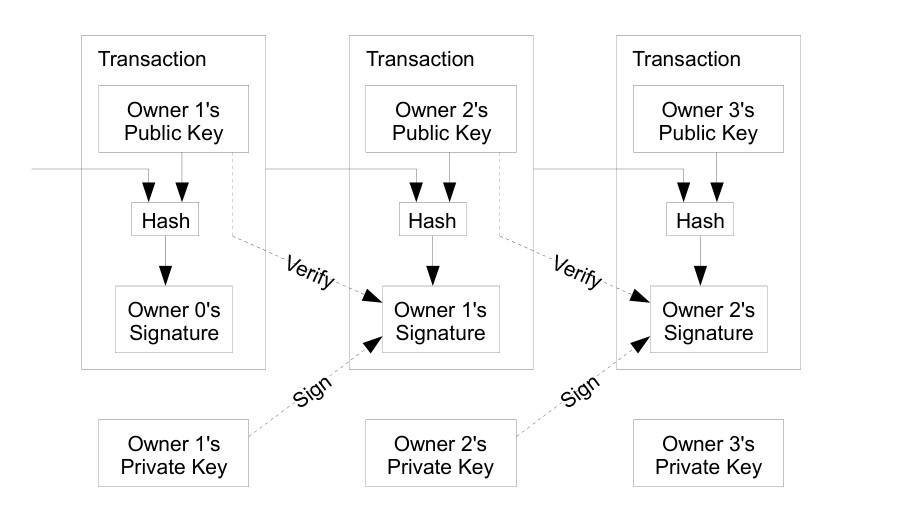 Transaction
Transaction
Transaction
Owner 1's
Public Key
Owner 2's
Public Key
Owner 3's
Public Key
Hash
Hash
Hash
Verify
Verify
Owner 0's
Signature
Owner 1's
Signature
Owner 2's
Signature
Sign
Sign
Owner 1's
Private Key
Owner 2's
Private Key
Owner 3's
Private Key